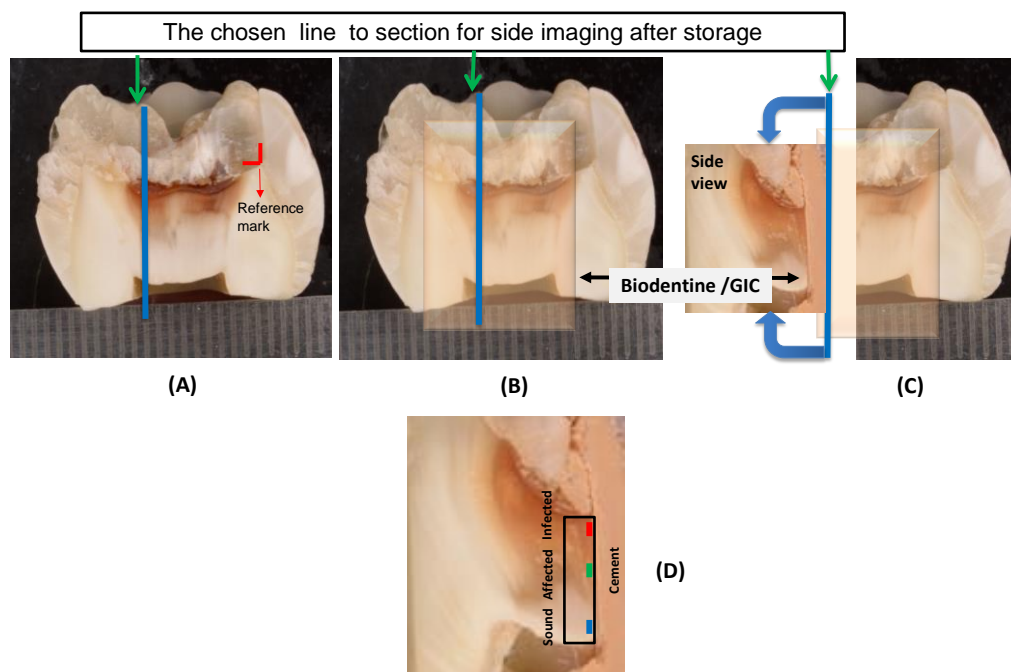 The chosen line to section for side imaging after storage
Reference
mark
Side
view
Biodentine /GIC
(A)
(B)
(C)
Infected
Affected
Sound
Cement
(D)